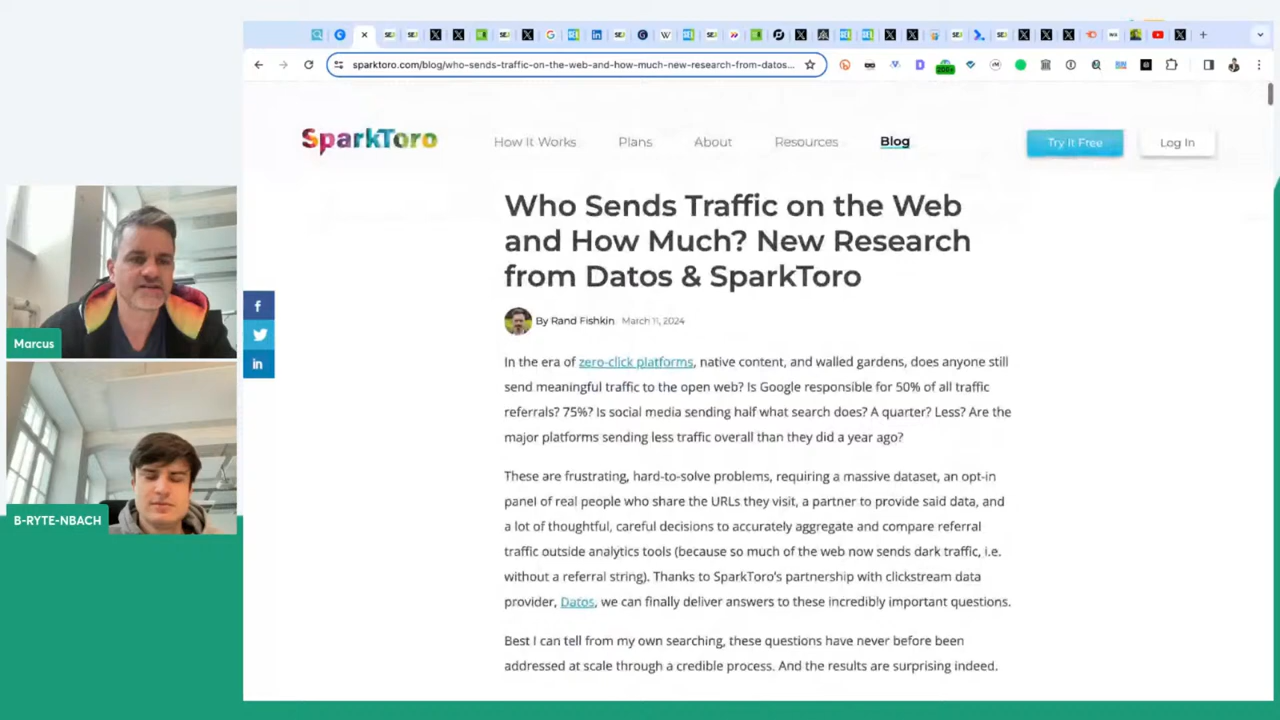 sparktoro.com/blog/who-sends-traffic-on-the-web-and-how-much-new-research-from-datos...
SparkToro
How It Works
Plans
About
Resources
Blog
Try It Free
Log In
Who Sends Traffic on the Web
and How Much? New Research
from Datos & SparkToro
By Rand Fishkin March 11, 2024
In the era of zero-click platforms, native content, and walled gardens, does anyone still
send meaningful traffic to the open web? Is Google responsible for 50% of all traffic
referrals? 75%? Is social media sending half what search does? A quarter? Less? Are the
major platforms sending less traffic overall than they did a year ago?
These are frustrating, hard-to-solve problems, requiring a massive dataset, an opt-in
panel of real people who share the URLs they visit, a partner to provide said data, and
a lot of thoughtful, careful decisions to accurately aggregate and compare referral
traffic outside analytics tools (because so much of the web now sends dark traffic, i.e.
without a referral string). Thanks to SparkToro's partnership with clickstream data
provider, Datos, we can finally deliver answers to these incredibly important questions.
Best I can tell from my own searching, these questions have never before been
addressed at scale through a credible process. And the results are surprising indeed.
Marcus
B-RYTE-NBACH